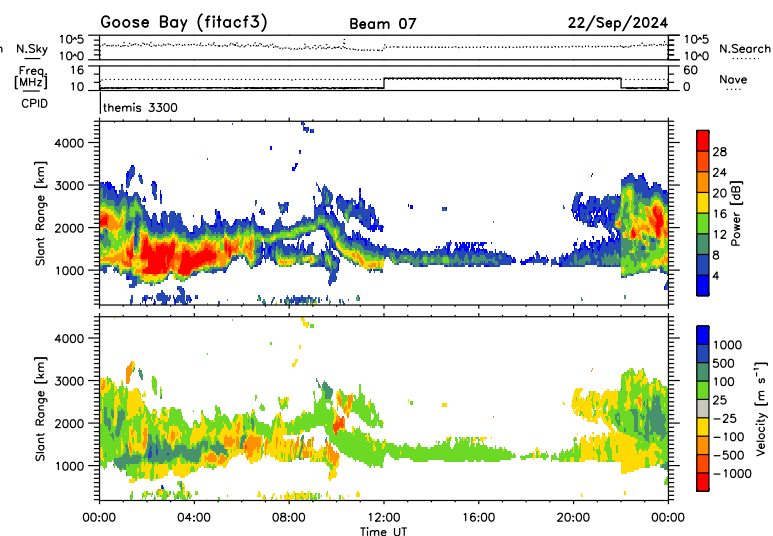 Goose Bay (fitacf3) Beam 07 22/Sep/2024
n N.Sky 10^5 10^0 10^5 10^0 N.Search
Freq. [MHz] 16 10 60 0 Nave
CPID themis 3300
Slant Range [km]
4000
3000
2000
1000
Power [dB]
28
24
20
16
12
8
4
Slant Range [km]
4000
3000
2000
1000
Velocity [m s⁻¹]
1000
500
100
25
-25
-100
-500
-1000
00:00 04:00 08:00 12:00 16:00 20:00 00:00
Time UT